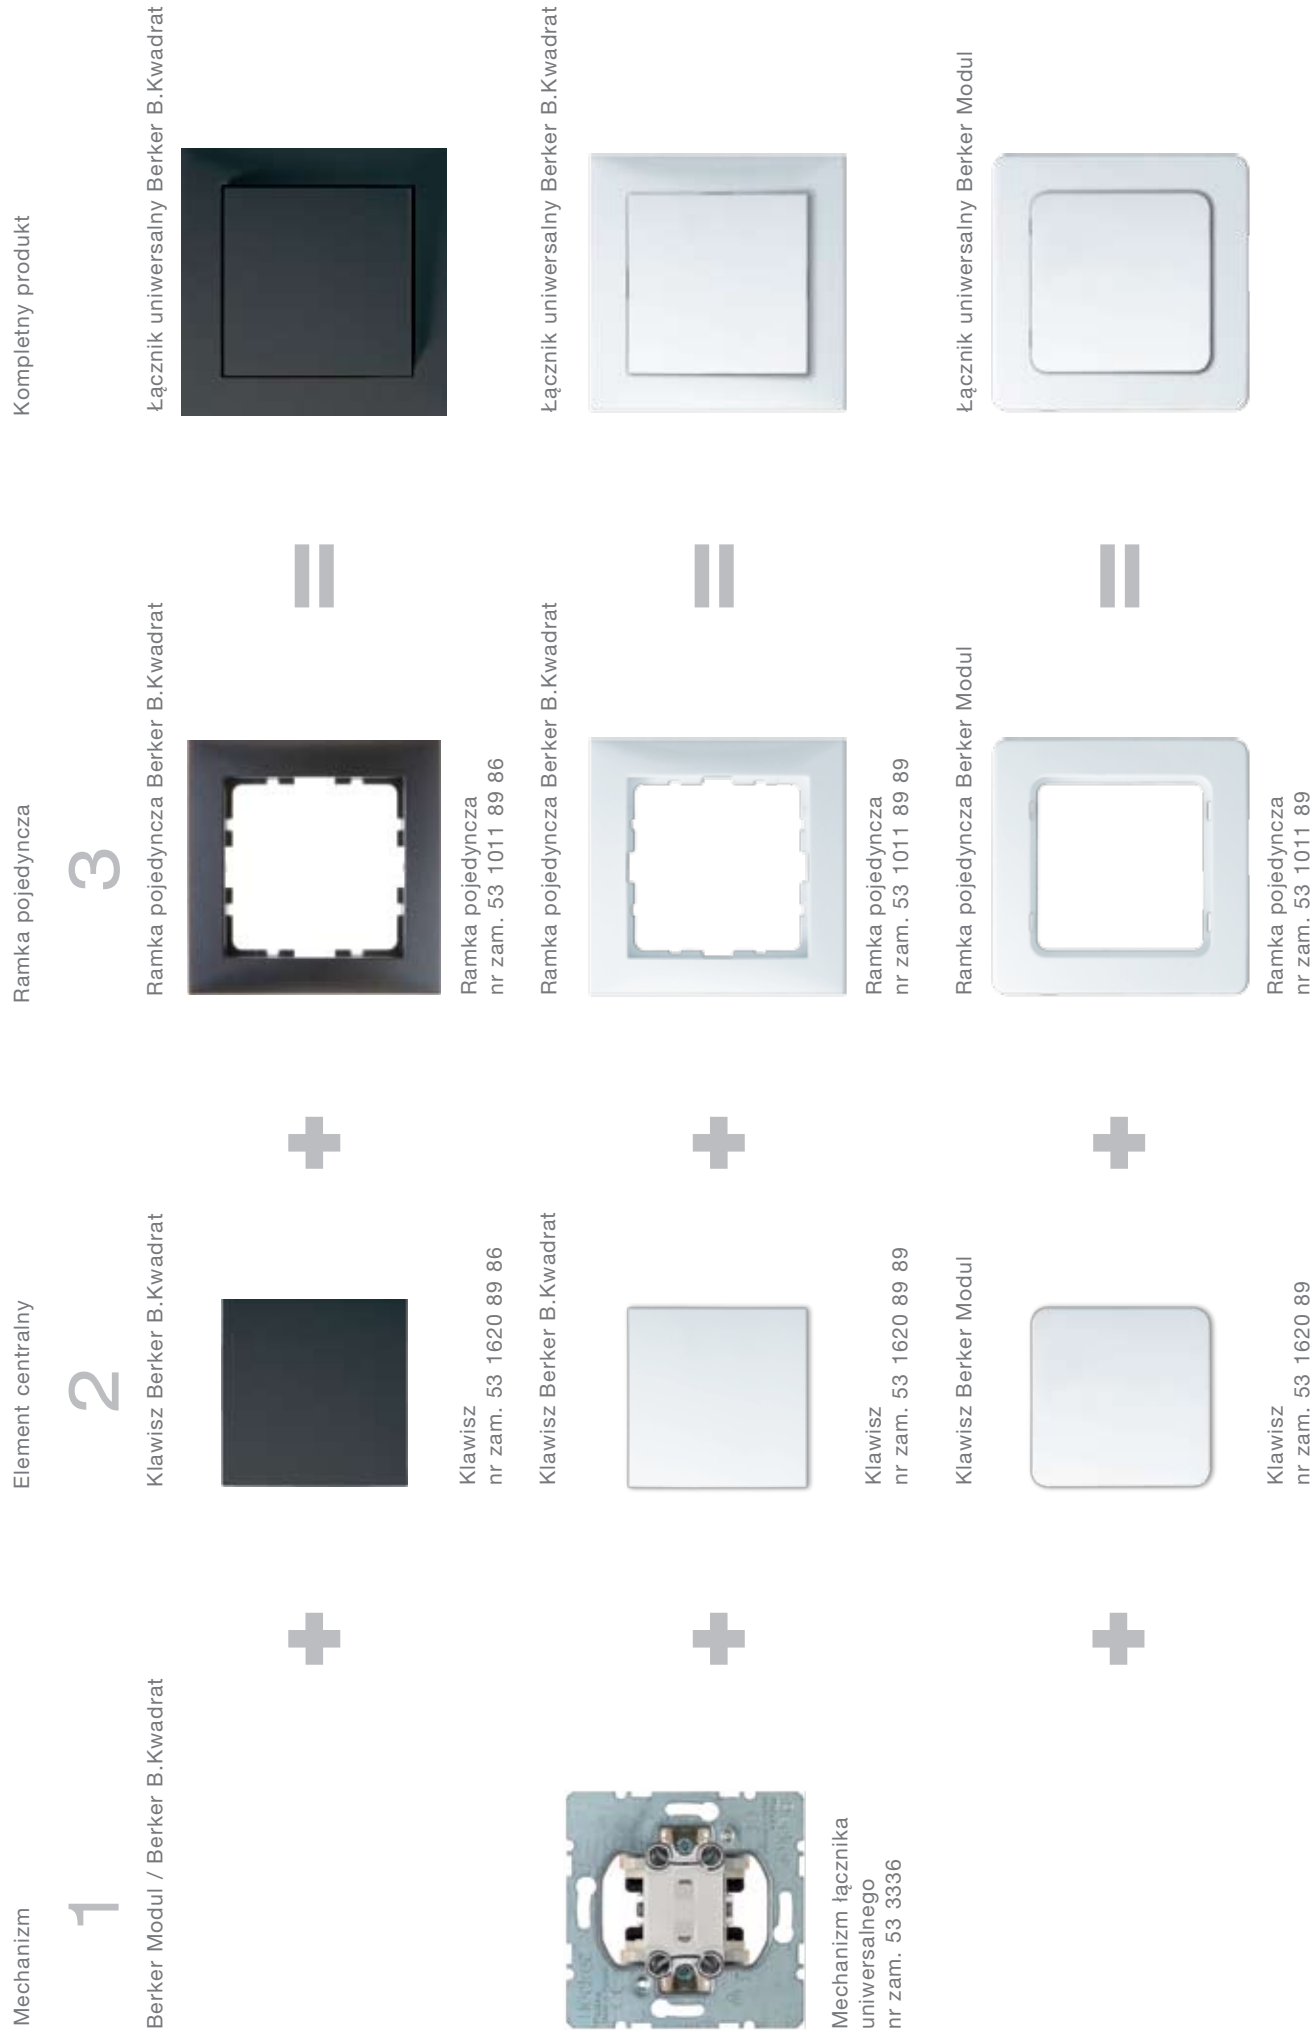 Mechanizm
Element centralny
Ramka pojedyncza
Kompletny produkt
1
2
3
Berker Modul / Berker B.Kwadrat
Klawisz Berker B.Kwadrat
Ramka pojedyncza Berker B.Kwadrat
Łącznik uniwersalny Berker B.Kwadrat
Klawisz
nr zam. 53 1620 89 86
Ramka pojedyncza
nr zam. 53 1011 89 86
Klawisz Berker B.Kwadrat
Ramka pojedyncza Berker B.Kwadrat
Łącznik uniwersalny Berker B.Kwadrat
Mechanizm łącznika
uniwersalnego
nr zam. 53 3336
Klawisz
nr zam. 53 1620 89 89
Ramka pojedyncza
nr zam. 53 1011 89 89
Klawisz Berker Modul
Ramka pojedyncza Berker Modul
Łącznik uniwersalny Berker Modul
Klawisz
nr zam. 53 1620 89
Ramka pojedyncza
nr zam. 53 1011 89